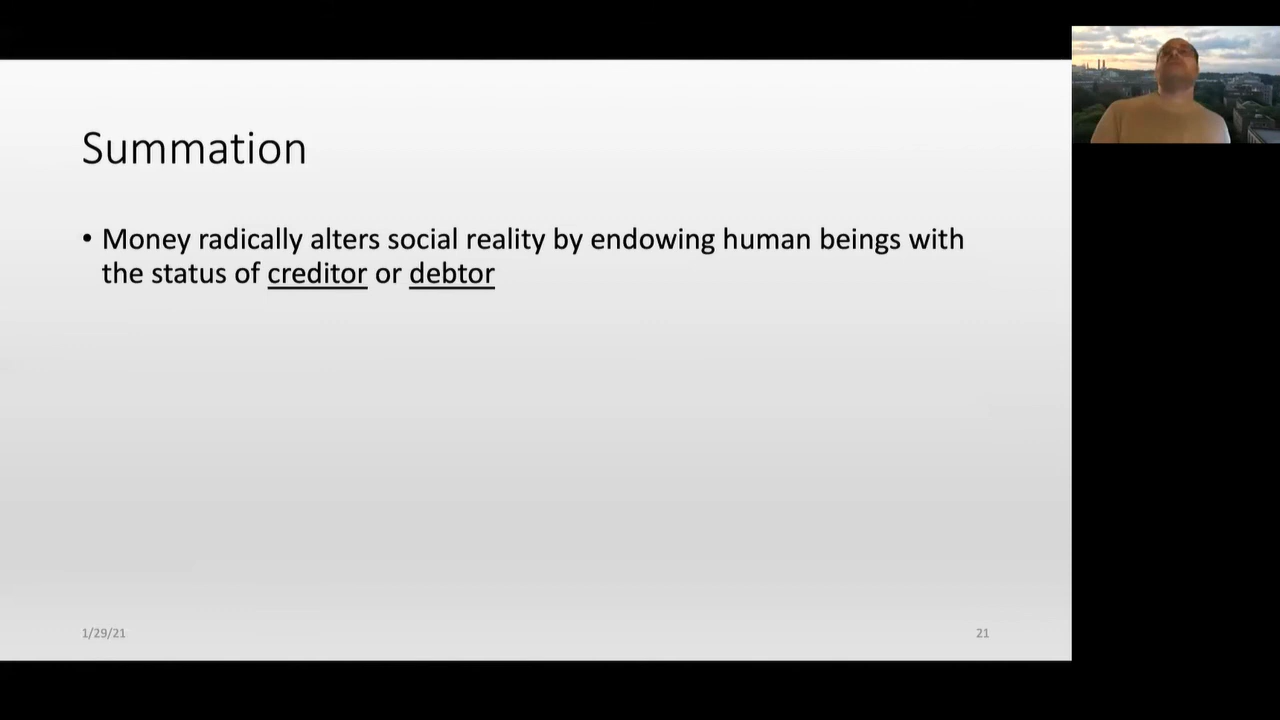 Summation
• Money radically alters social reality by endowing human beings with
the status of creditor or debtor
1/29/21
21